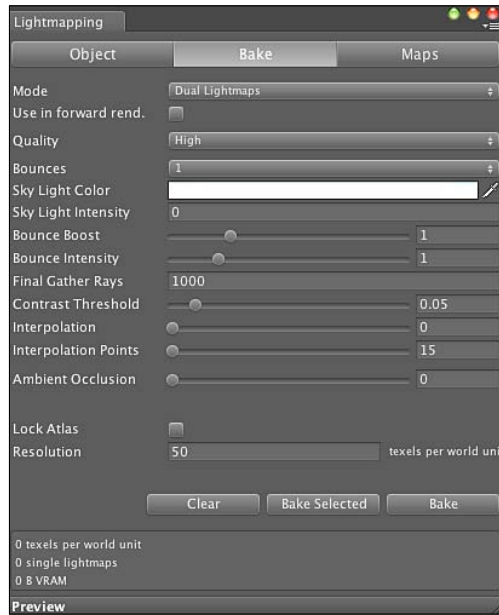 Lightmapping
Object Bake Maps
Mode Dual Lightmaps
Use in forward rend.
Quality High
Bounces 1
Sky Light Color
Sky Light Intensity 0
Bounce Boost 1
Bounce Intensity 1
Final Gather Rays 1000
Contrast Threshold 0.05
Interpolation 0
Interpolation Points 15
Ambient Occlusion 0
Lock Atlas
Resolution 50 texels per world uni
Clear Bake Selected Bake
0 texels per world unit
0 single lightmaps
0 B VRAM
Preview